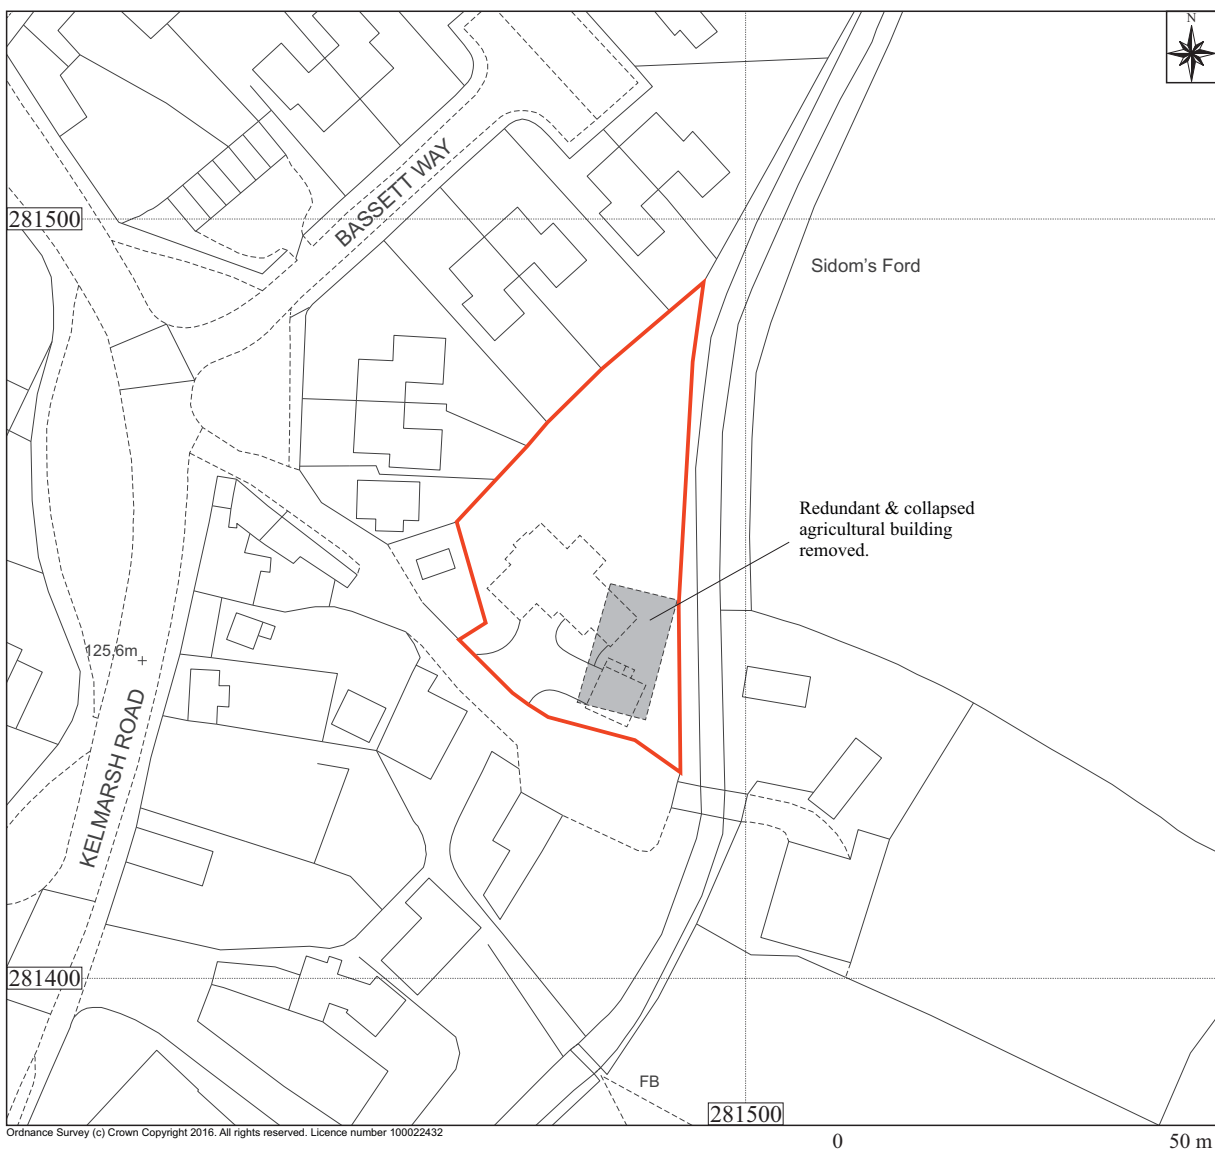 N
BASSETT WAY
281500
Sidom's Ford
Redundant & collapsed
agricultural building
removed.
125.6m
KELMARSH ROAD
281400
FB
281500
Ordnance Survey (c) Crown Copyright 2016. All rights reserved. Licence number 100022432
0
50 m